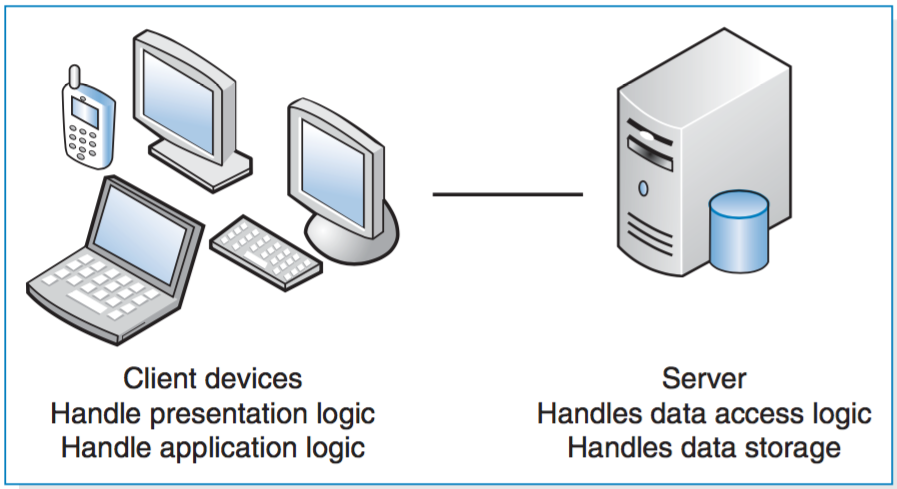 Client devices
Handle presentation logic
Handle application logic
Server
Handles data access logic
Handles data storage